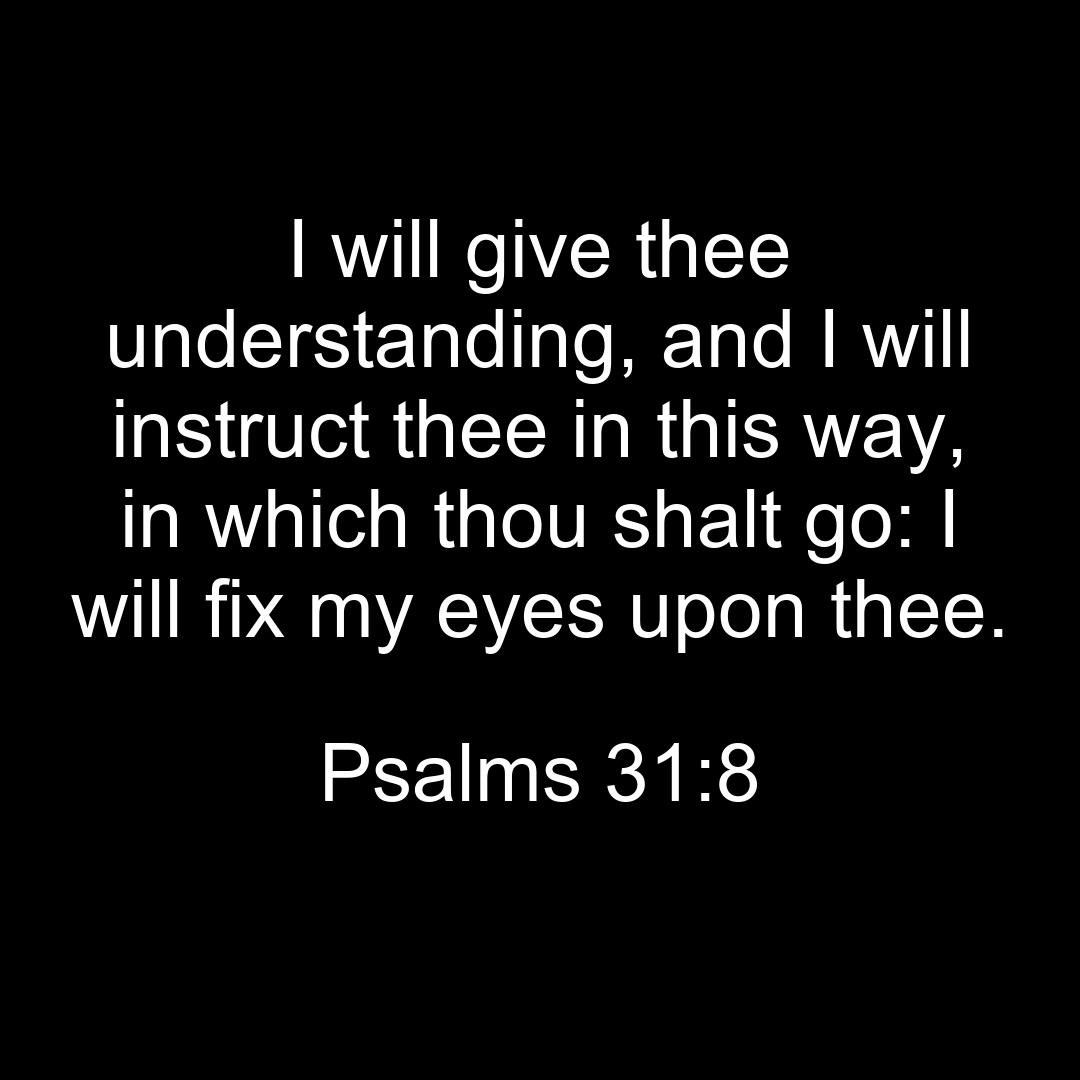 I will give thee
understanding, and I will
instruct thee in this way,
in which thou shalt go: I
will fix my eyes upon thee.
Psalms 31:8